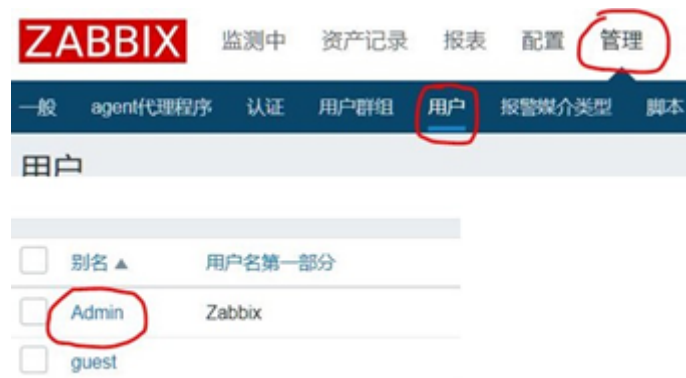 ZABBIX 监测中 资产记录 报表 配置 管理
一般 agent代理程序 认证 用户群组 用户 报警媒介类型 脚本
用户
别名▲ 用户名第一部分
Admin Zabbix
guest